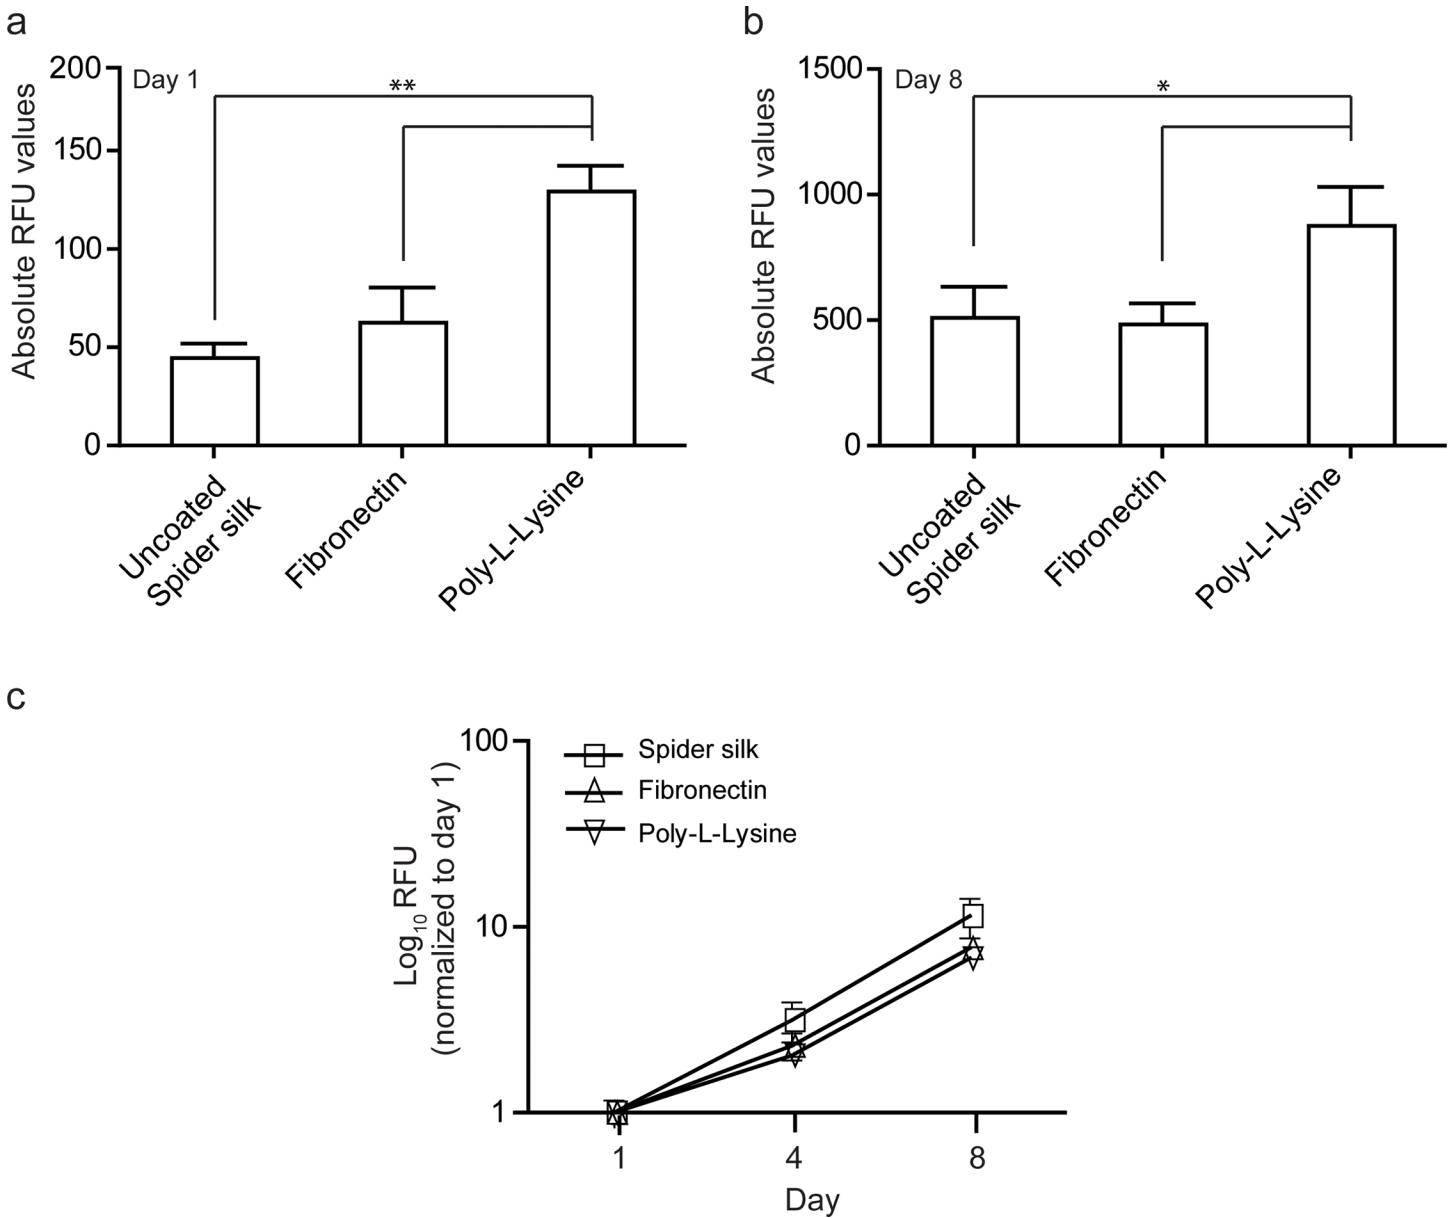 a
Absolute RFU values
200
150
100
50
0
Day 1
**
Uncoated
Spider silk
Fibronectin
Poly-L-Lysine
b
Absolute RFU values
1500
1000
500
0
Day 8
*
Uncoated
Spider silk
Fibronectin
Poly-L-Lysine
c
Log10 RFU
(normalized to day 1)
100
10
1
Spider silk
Fibronectin
Poly-L-Lysine
1 4 8
Day